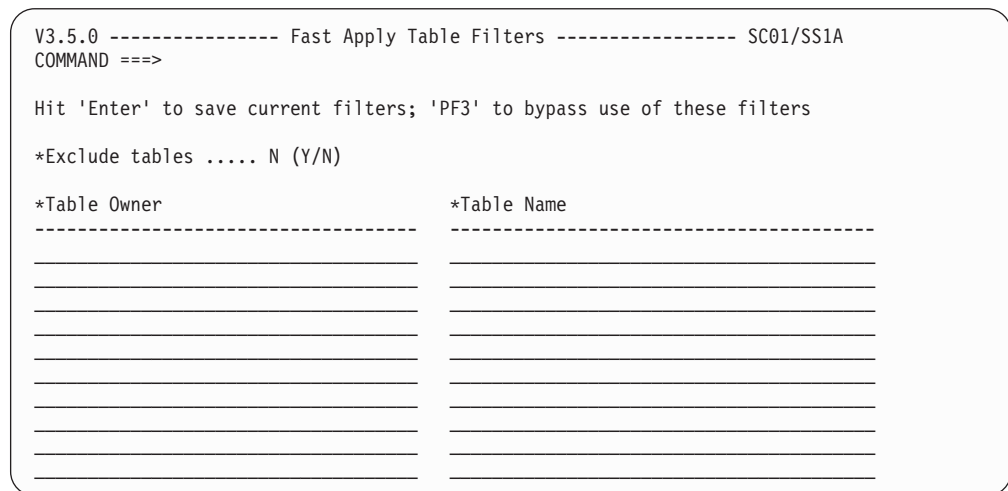 V3.5.0 ---------------- Fast Apply Table Filters ----------------- SC01/SS1A
COMMAND ===>
Hit 'Enter' to save current filters; 'PF3' to bypass use of these filters
*Exclude tables ..... N (Y/N)
*Table Owner *Table Name
------------------------------------ ----------------------------------------